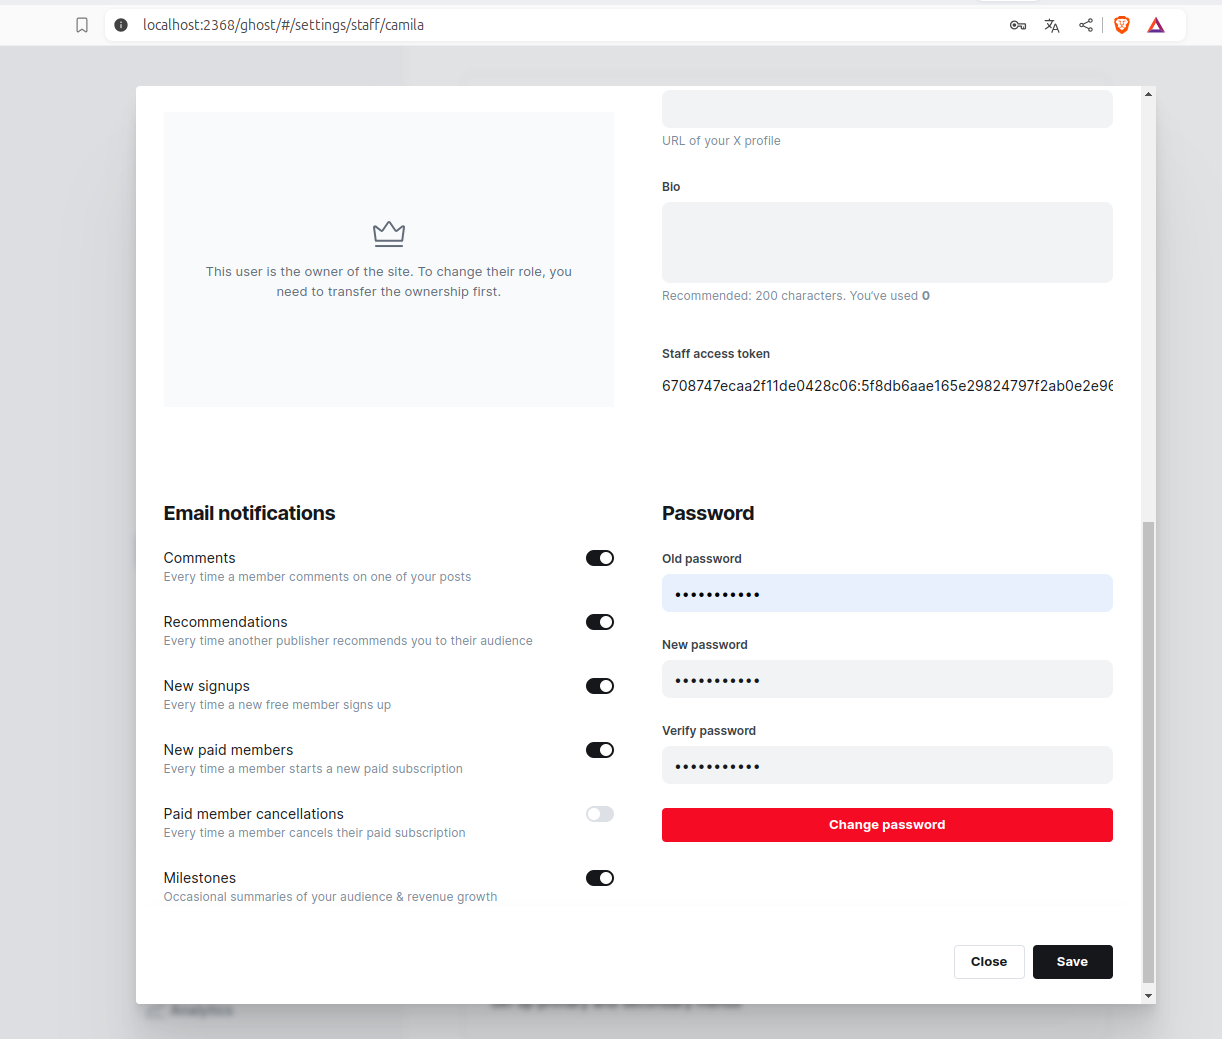 localhost:2368/ghost/#/settings/staff/camila
URL of your X profile
Bio
Recommended: 200 characters. You've used 0
This user is the owner of the site. To change their role, you
need to transfer the ownership first.
Staff access token
6708747ecaa2f11de0428c06:5f8db6aae165e29824797f2ab0e2e96
Email notifications
Comments
Every time a member comments on one of your posts
Recommendations
Every time another publisher recommends you to their audience
New signups
Every time a new free member signs up
New paid members
Every time a member starts a new paid subscription
Paid member cancellations
Every time a member cancels their paid subscription
Milestones
Occasional summaries of your audience & revenue growth
Password
Old password
•••••••••••
New password
•••••••••••
Verify password
•••••••••••
Change password
Close
Save
Analytics